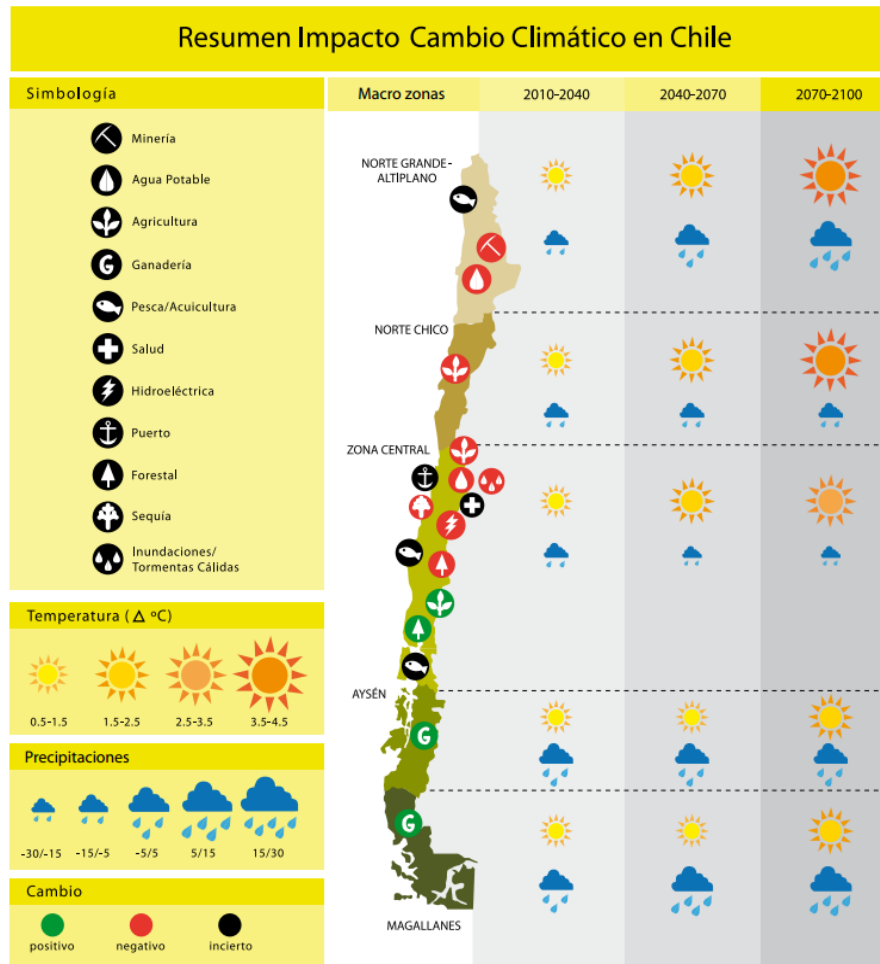 Resumen Impacto Cambio Climático en Chile
Simbología
Minería
Agua Potable
Agricultura
Ganadería
Pesca/Acuicultura
Salud
Hidroeléctrica
Puerto
Forestal
Sequía
Inundaciones/
Tormentas Cálidas
Temperatura (Δ ºC)
0.5-1.5 1.5-2.5 2.5-3.5 3.5-4.5
Precipitaciones
-30/-15 -15/-5 -5/5 5/15 15/30
Cambio
positivo negativo incierto
Macro zonas 2010-2040 2040-2070 2070-2100
NORTE GRANDE-
ALTIPLANO
NORTE CHICO
ZONA CENTRAL
AYSÉN
G
G
MAGALLANES
G